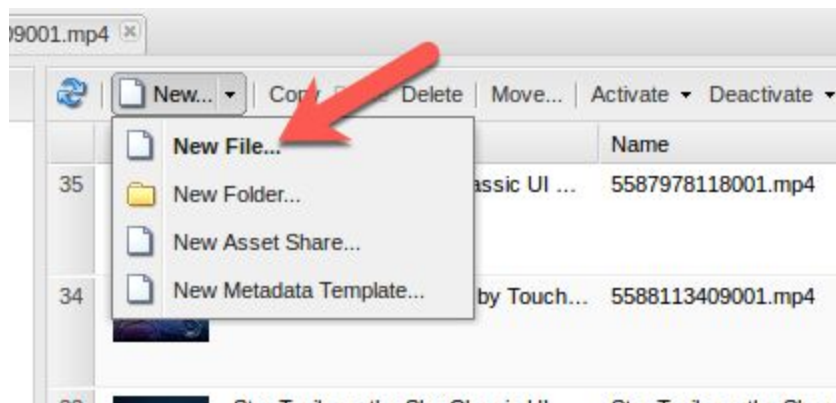 09001.mp4
New... Copy Delete Move... Activate Deactivate
New File...
Name
35 assic UI ... 5587978118001.mp4
New Folder...
New Asset Share...
34 New Metadata Template... by Touch... 5588113409001.mp4